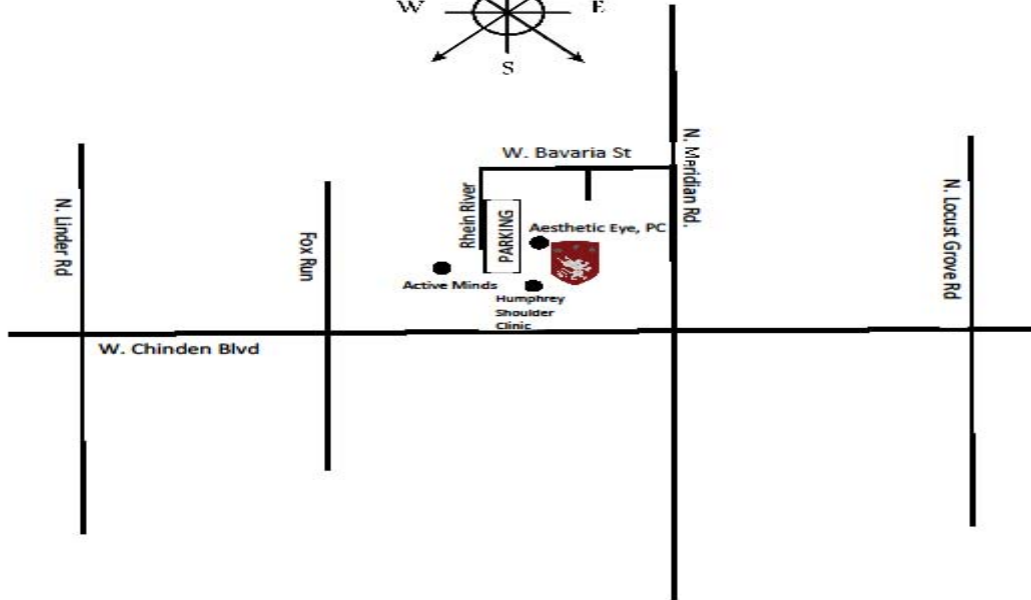 W
E
S
W. Bavaria St
N. Meridian Rd.
N. Linder Rd
Fox Run
Rhein River
PARKING
Aesthetic Eye, PC
N. Locust Grove Rd
Active Minds
Humphrey
Shoulder
Clinic
W. Chinden Blvd